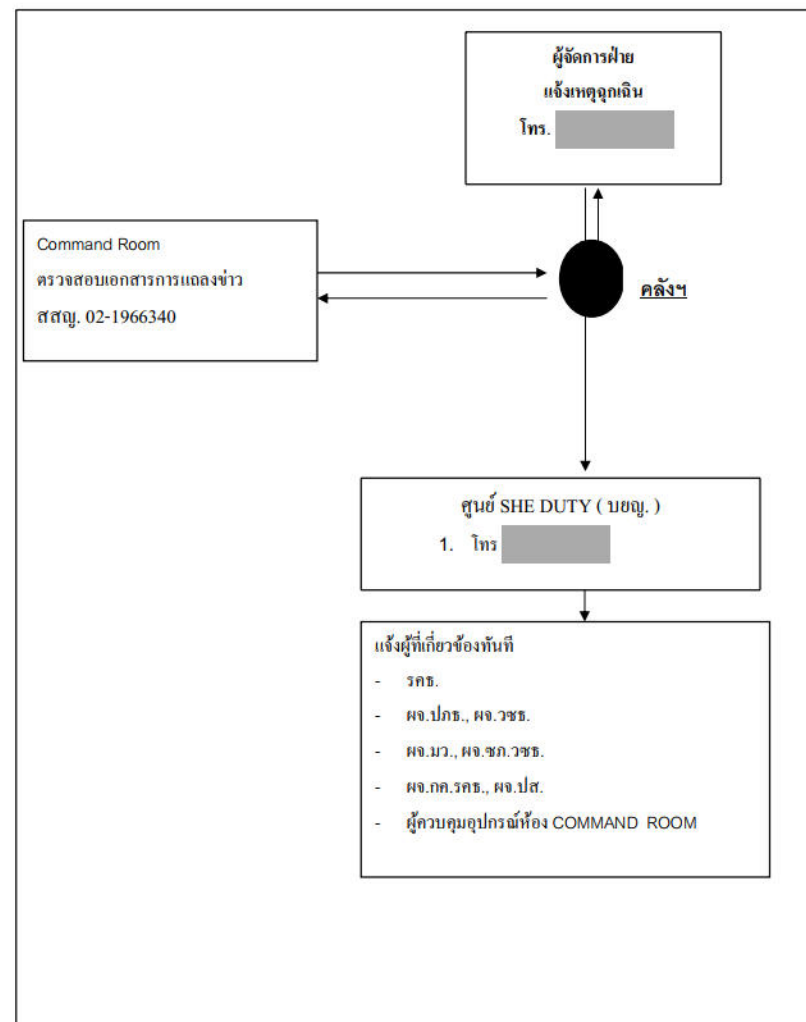 ผู้จัดการฝ่าย
แจ้งเหตุฉุกเฉิน
โทร.
Command Room
ตรวจสอบเอกสารการแถลงข่าว
สสญ. 02-1966340
คลังฯ
ศูนย์ SHE DUTY ( บยญ. )
1. โทร
แจ้งผู้ที่เกี่ยวข้องทันที
- รคธ.
- ผจ.ปภธ., ผจ.วชธ.
- ผจ.มว., ผจ.ชภ.วชธ.
- ผจ.กค.รคธ., ผจ.ปส.
- ผู้ควบคุมอุปกรณ์ห้อง COMMAND ROOM